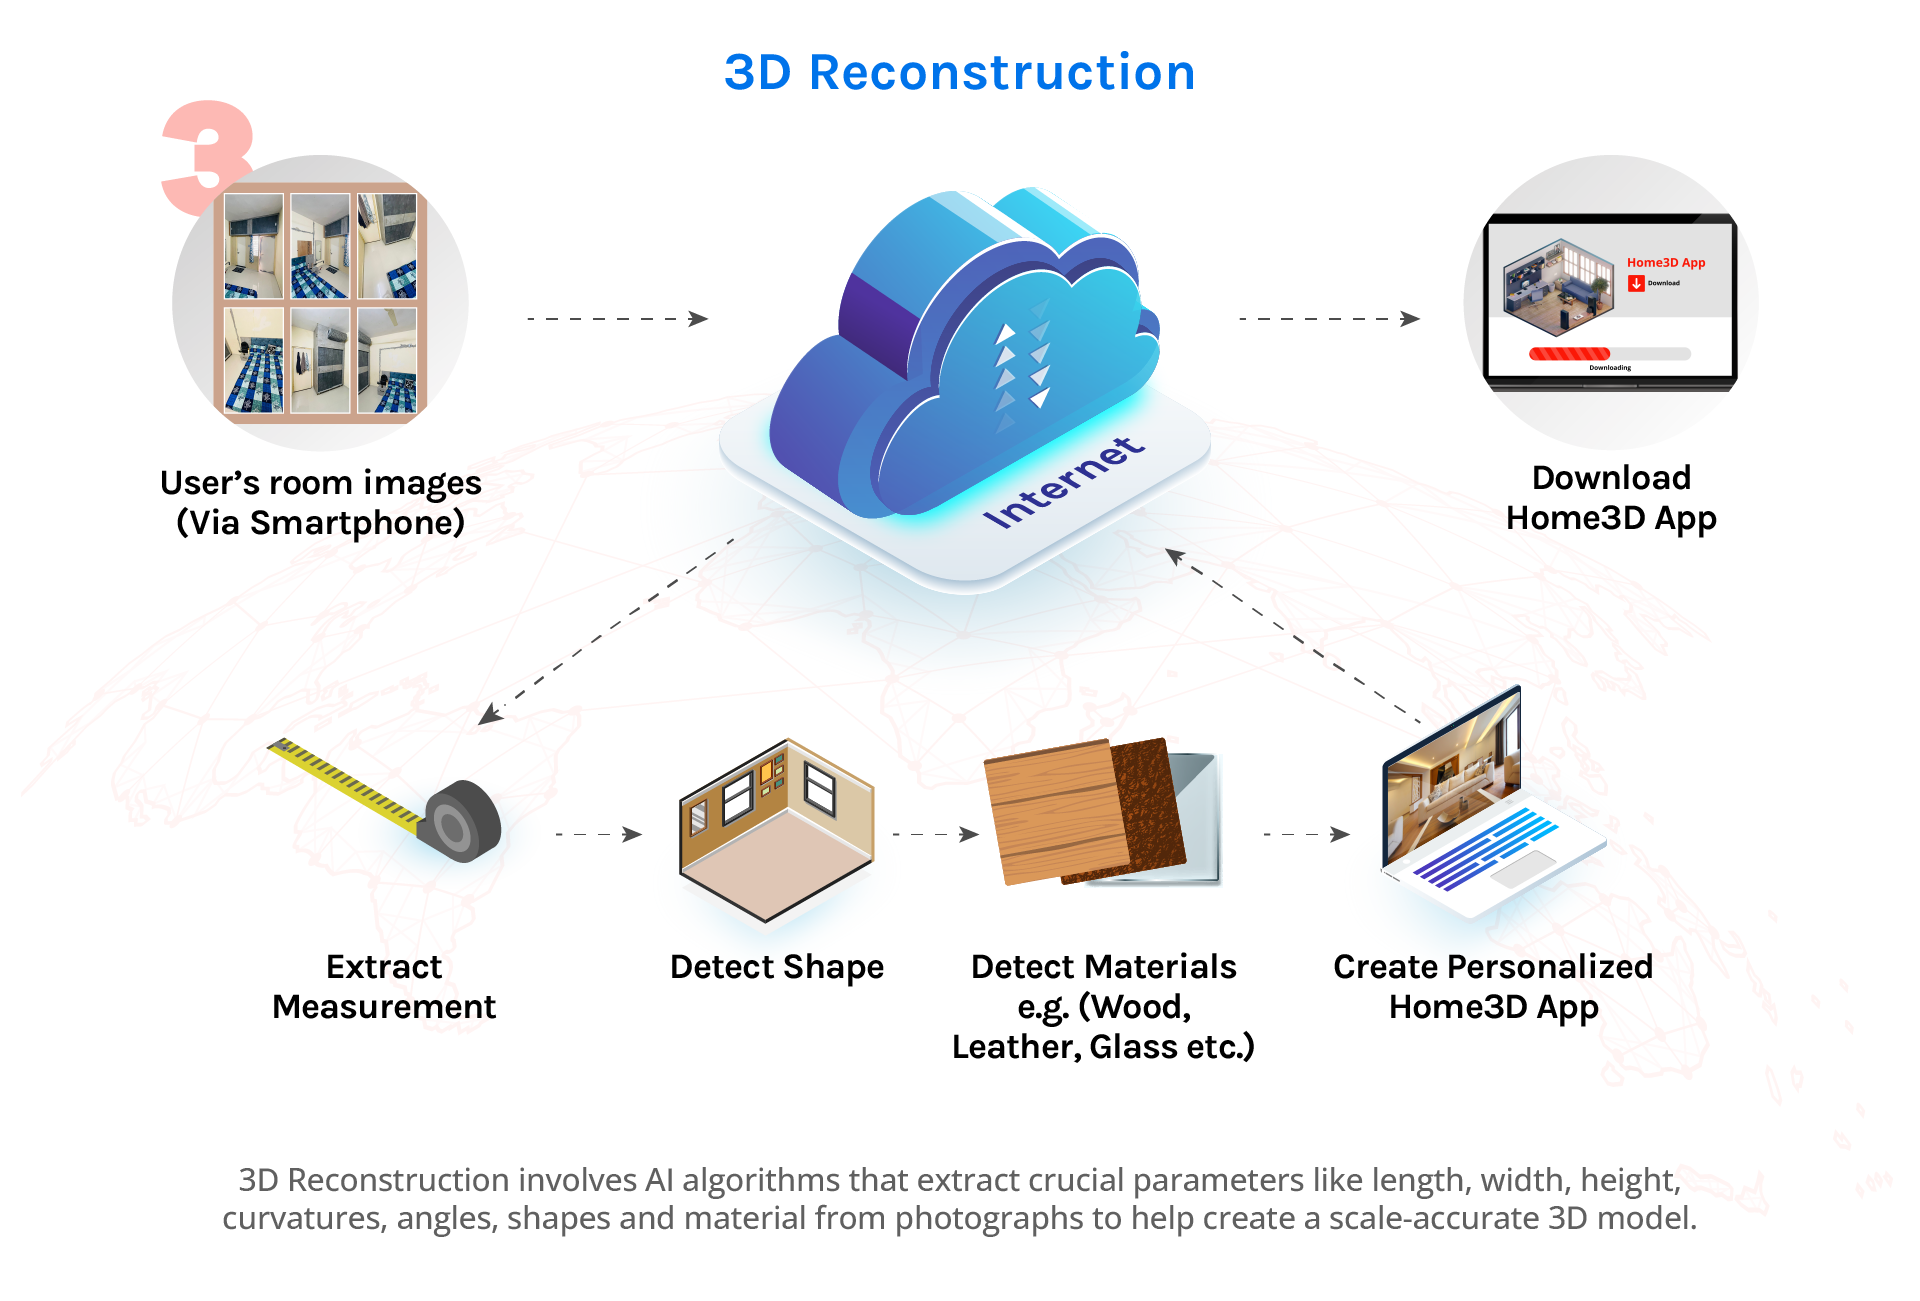 3D Reconstruction
3
Home3D App
Download
Downloading
Internet
User’s room images
(Via Smartphone)
Download
Home3D App
Extract
Measurement
Detect Shape
Detect Materials
e.g. (Wood,
Leather, Glass etc.)
Create Personalized
Home3D App
3D Reconstruction involves AI algorithms that extract crucial parameters like length, width, height,
curvatures, angles, shapes and material from photographs to help create a scale-accurate 3D model.